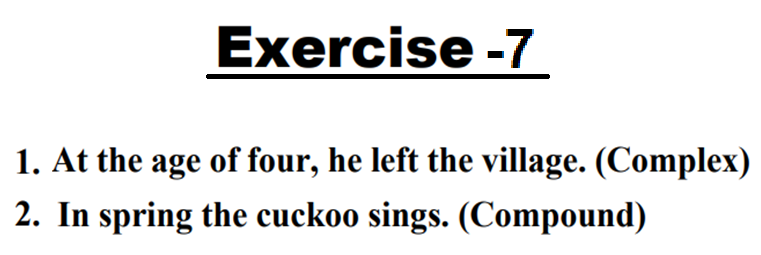 Exercise -7
1. At the age of four, he left the village. (Complex)
2. In spring the cuckoo sings. (Compound)